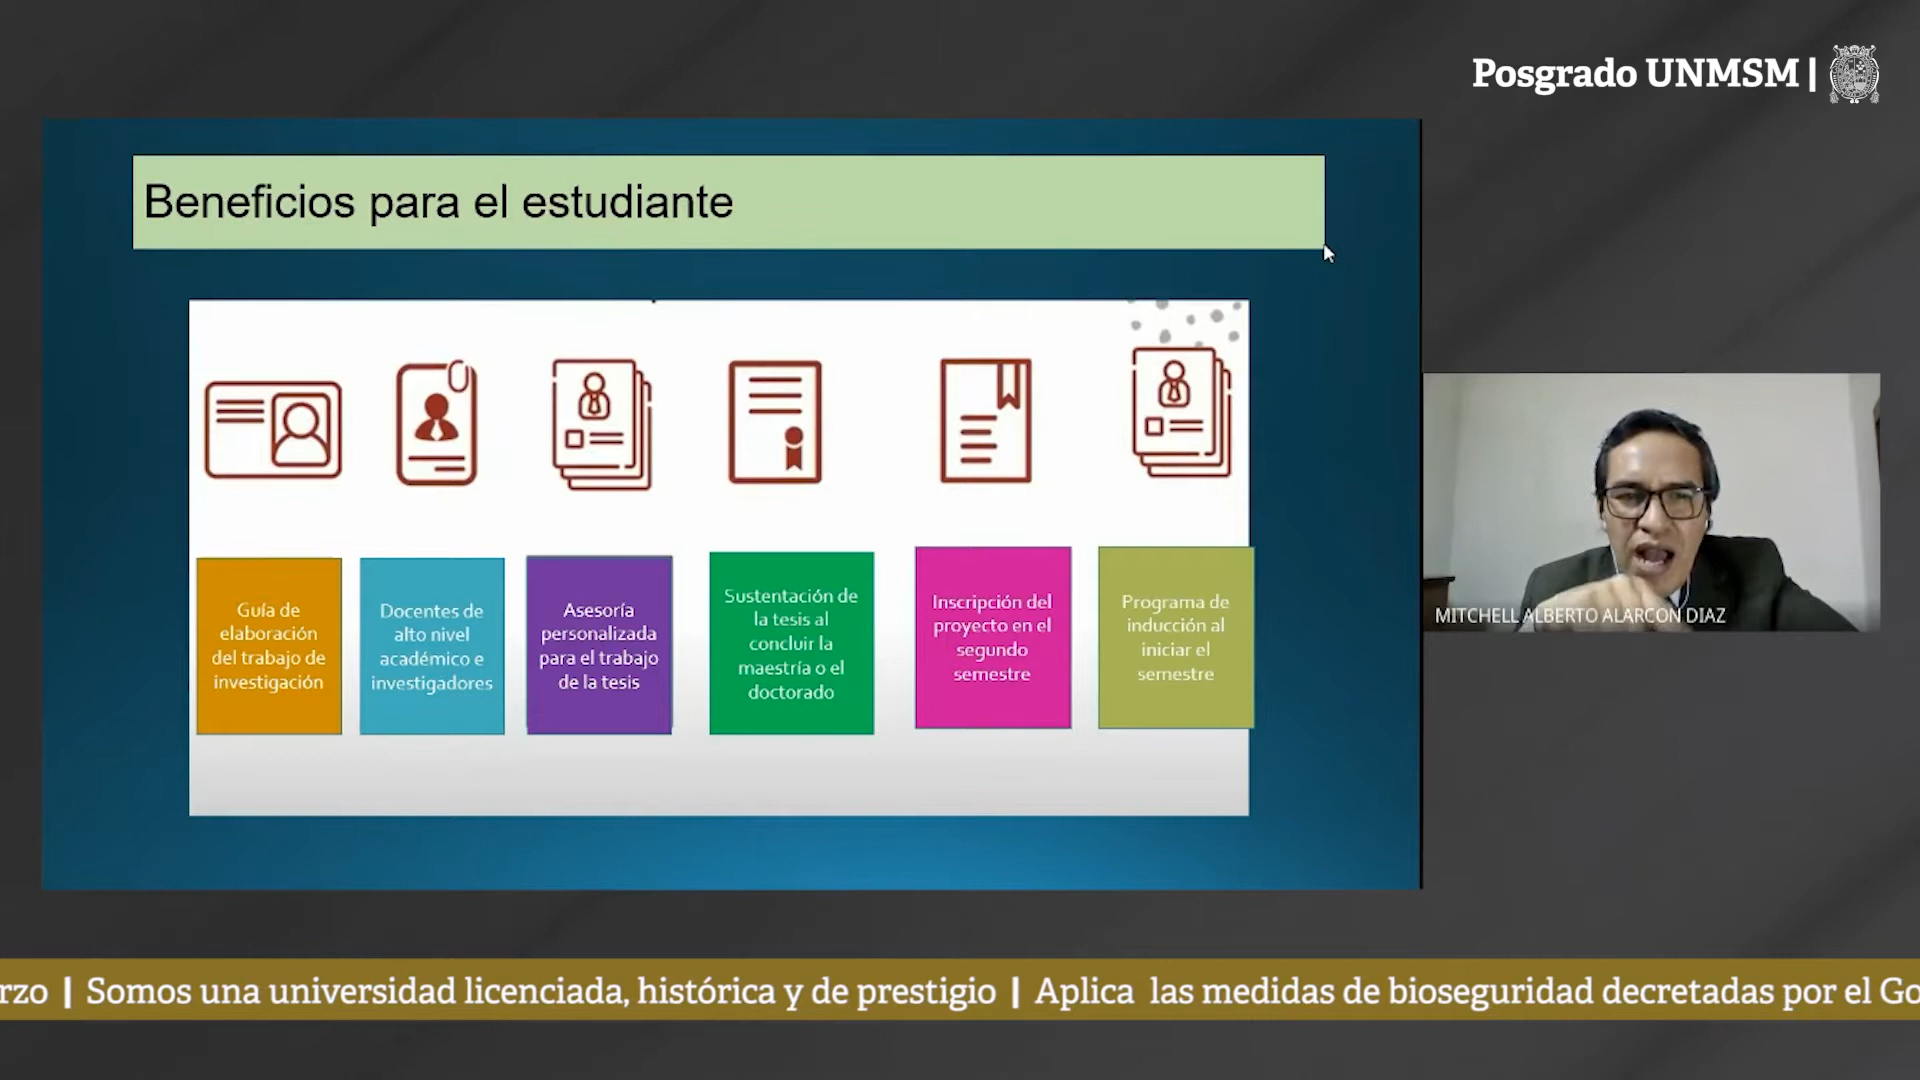 Posgrado UNMSM |
Beneficios para el estudiante
Guía de
elaboración
del trabajo de
investigación
Docentes de
alto nivel
académico e
investigadores
Asesoría
personalizada
para el trabajo
de la tesis
Sustentación de
la tesis al
concluir la
maestría o el
doctorado
Inscripción del
proyecto en el
segundo
semestre
Programa de
inducción al
iniciar el
semestre
MITCHELL ALBERTO ALARCON DIAZ
rzo | Somos una universidad licenciada, histórica y de prestigio | Aplica las medidas de bioseguridad decretadas por el Go